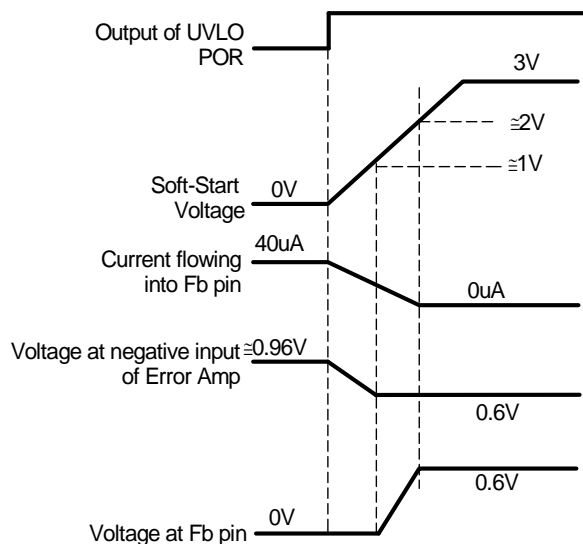 Output of UVLO
POR
3V
≅2V
≅1V
Soft-Start
Voltage
0V
40uA
Current flowing
into Fb pin
0uA
Voltage at negative input
of Error Amp
≅0.96V
0.6V
0.6V
Voltage at Fb pin
0V